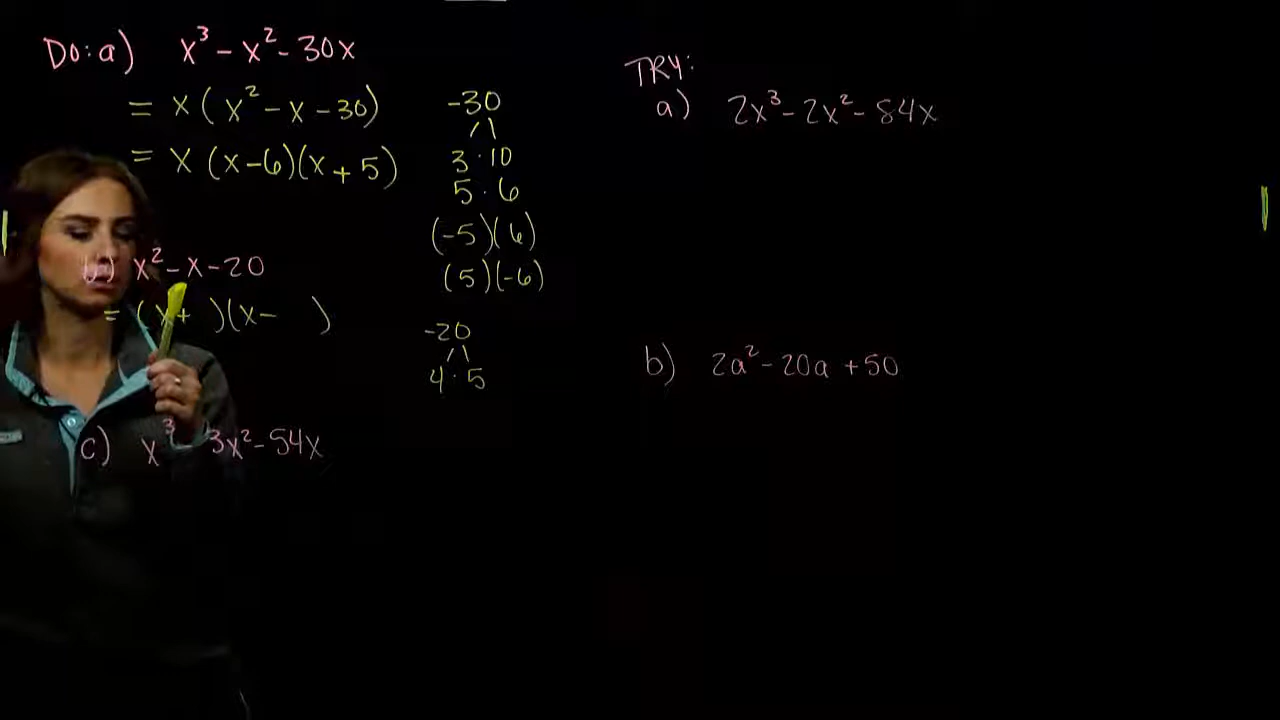 DO: a) x³ - x² - 30x
= x(x² - x - 30)
= x(x - 6)(x + 5)
-30
3 · 10
5 · 6
(-5)(6)
(5)(-6)
b) x² - x - 20
= (x + )(x - )
-20
4 · 5
c) x³ - 3x² - 54x
TRY:
a) 2x³ - 2x² - 84x
b) 2a² - 20a + 50